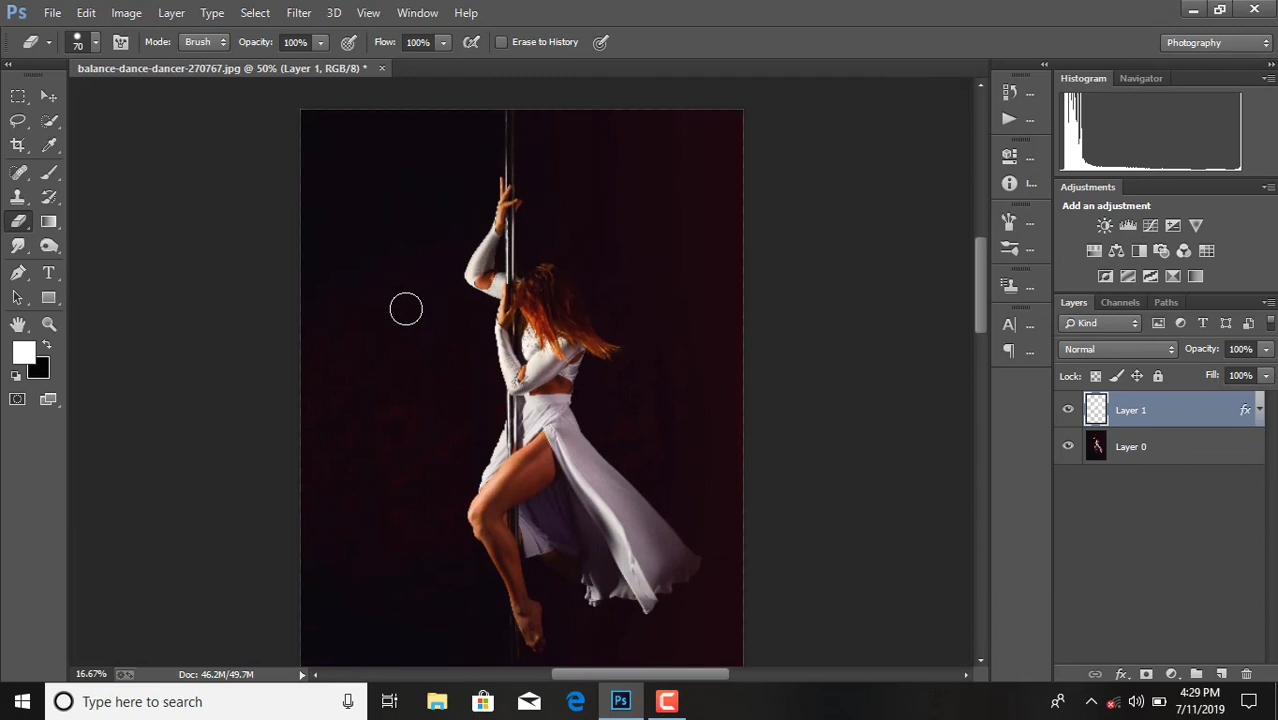 Ps File Edit Image Layer Type Select Filter 3D View Window Help
70 Mode: Brush Opacity: 100% Flow: 100% Erase to History Photography
balance-dance-dancer-270767.jpg @ 50% (Layer 1, RGB/8) *
Histogram Navigator
...
...
...
I...
...
...
...
A ...
...
Adjustments
Add an adjustment
Layers Channels Paths
Kind
Normal Opacity: 100%
Lock: Fill: 100%
Layer 1 fx
Layer 0
fx
T
16.67% Doc: 46.2M/49.7M
Type here to search
Ps
4:29 PM
7/11/2019